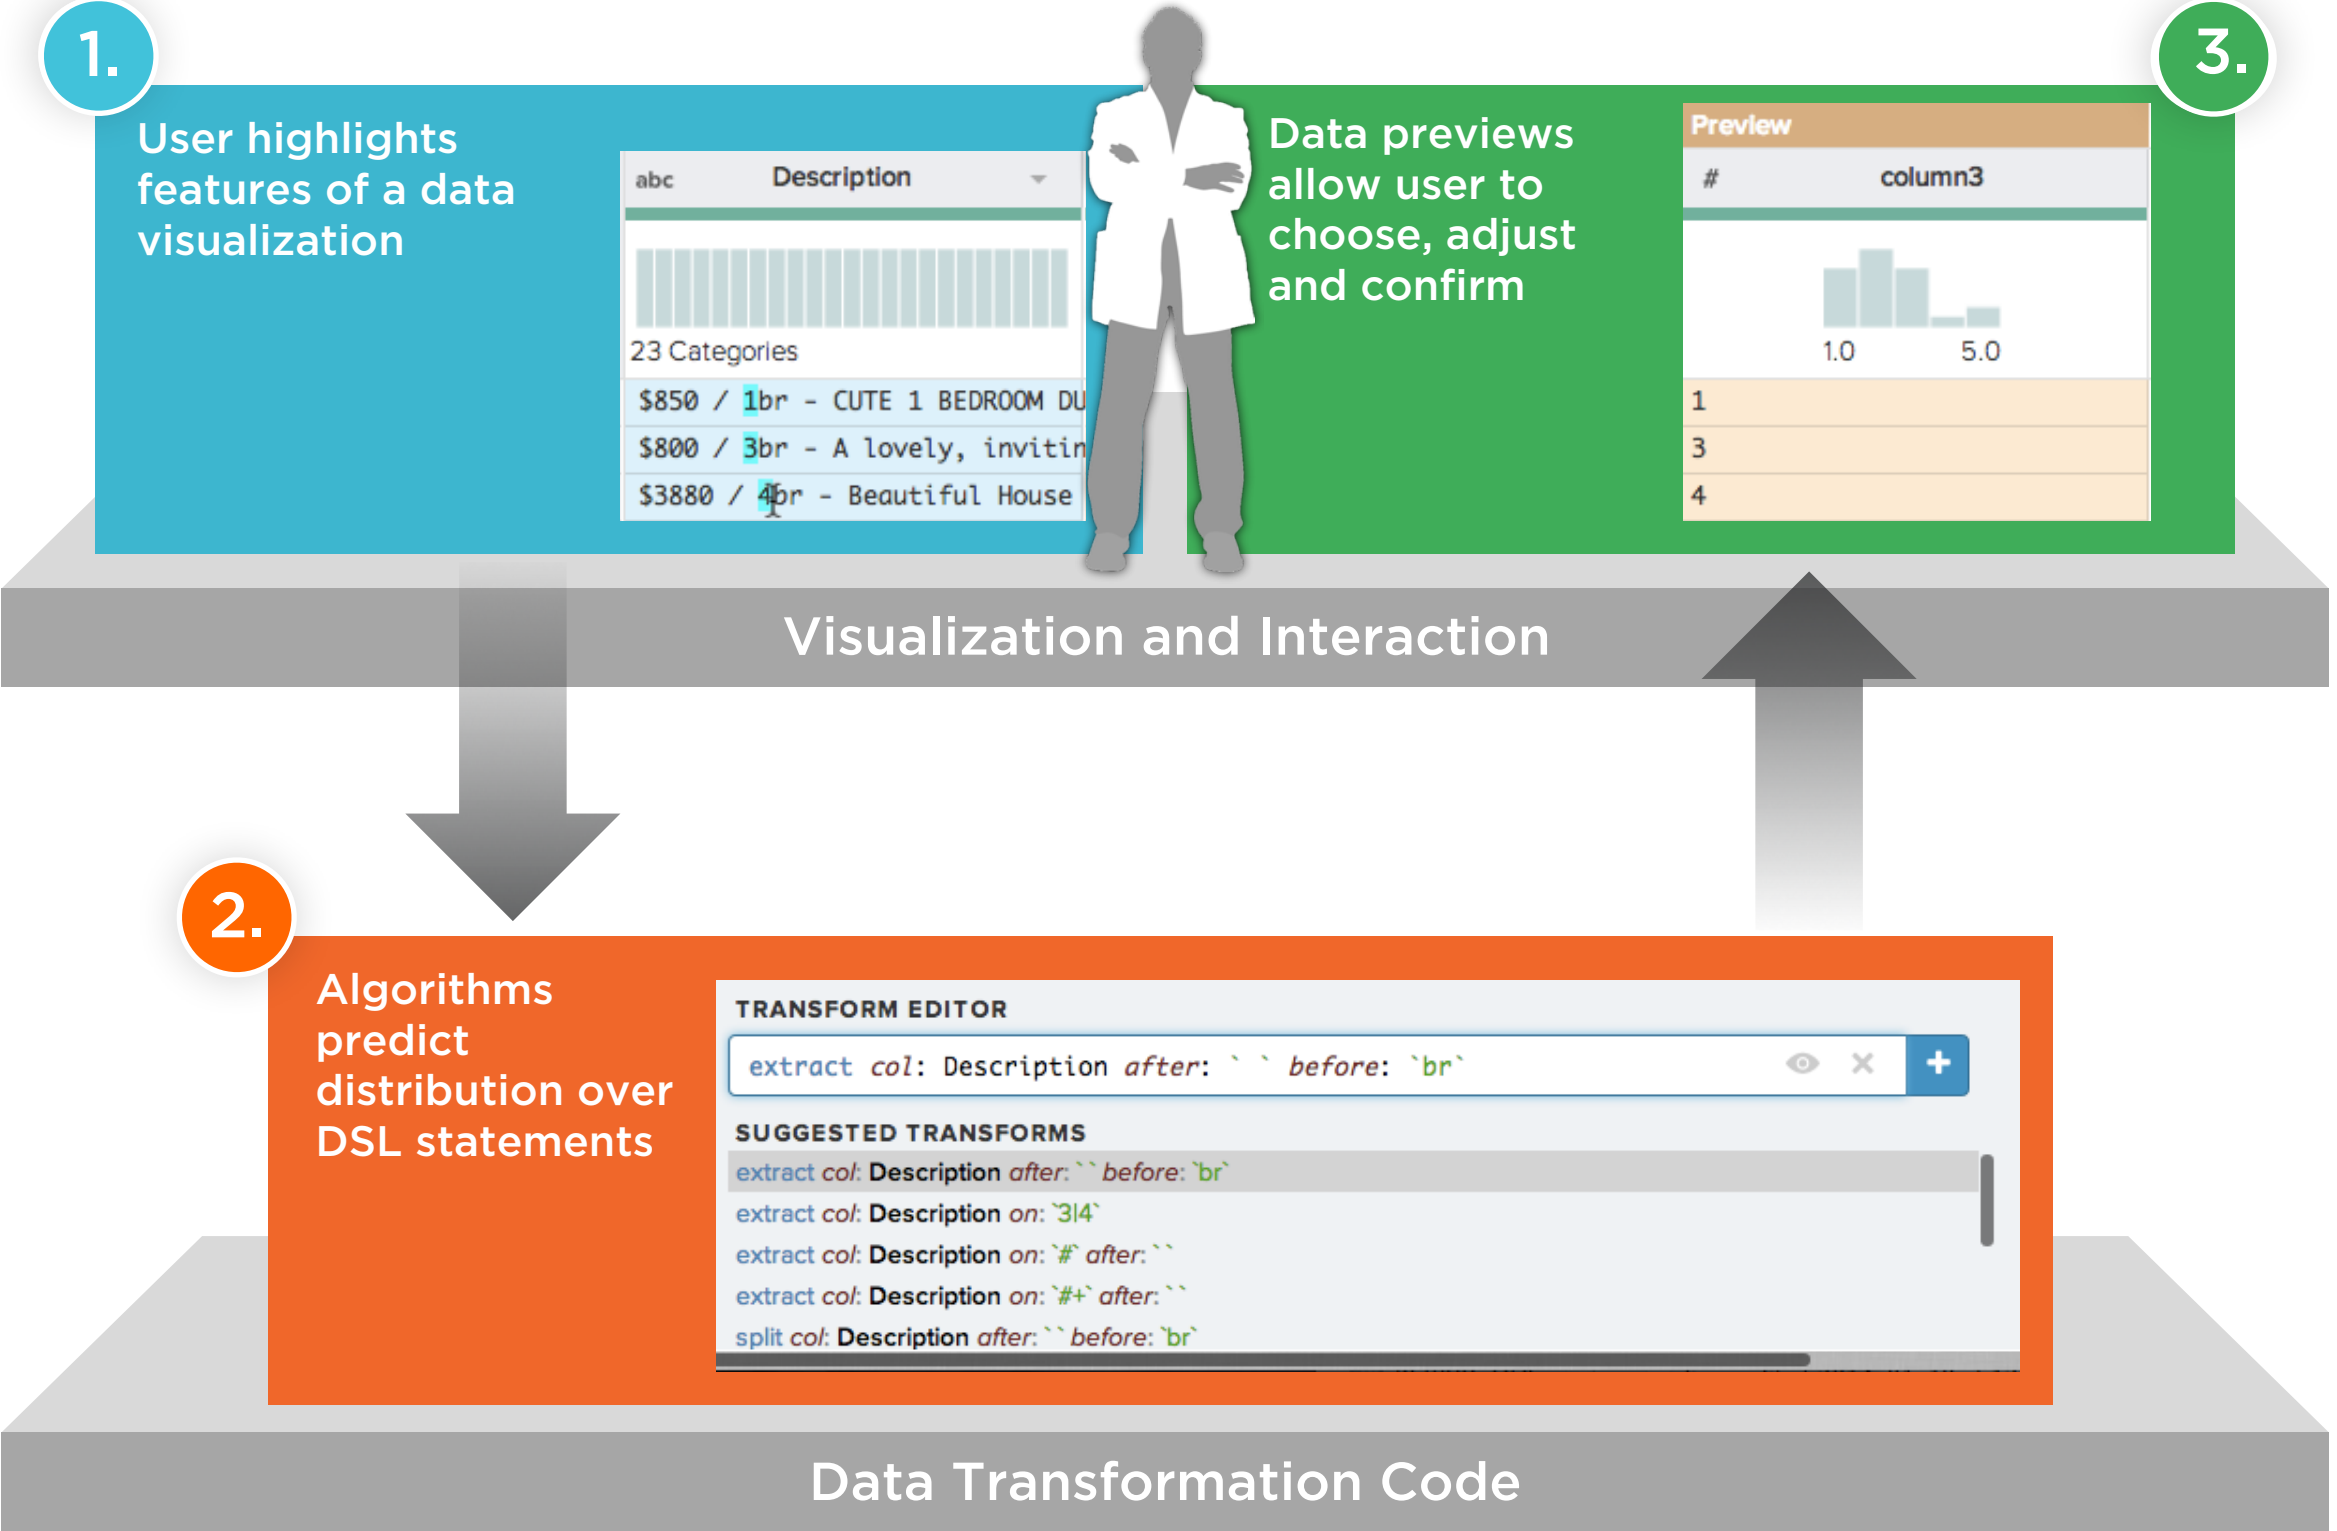 1.
User highlights
features of a data
visualization
abc Description
23 Categories
$850 / 1br - CUTE 1 BEDROOM DU
$800 / 3br - A lovely, invitin
$3880 / 4br - Beautiful House
3.
Data previews
allow user to
choose, adjust
and confirm
Preview
# column3
1.0 5.0
1
3
4
Visualization and Interaction
2.
Algorithms
predict
distribution over
DSL statements
TRANSFORM EDITOR
extract col: Description after: ` ` before: `br`
SUGGESTED TRANSFORMS
extract col: Description after: ` ` before: `br`
extract col: Description on: `3|4`
extract col: Description on: `#` after: ` `
extract col: Description on: `#+` after: ` `
split col: Description after: ` ` before: `br`
Data Transformation Code